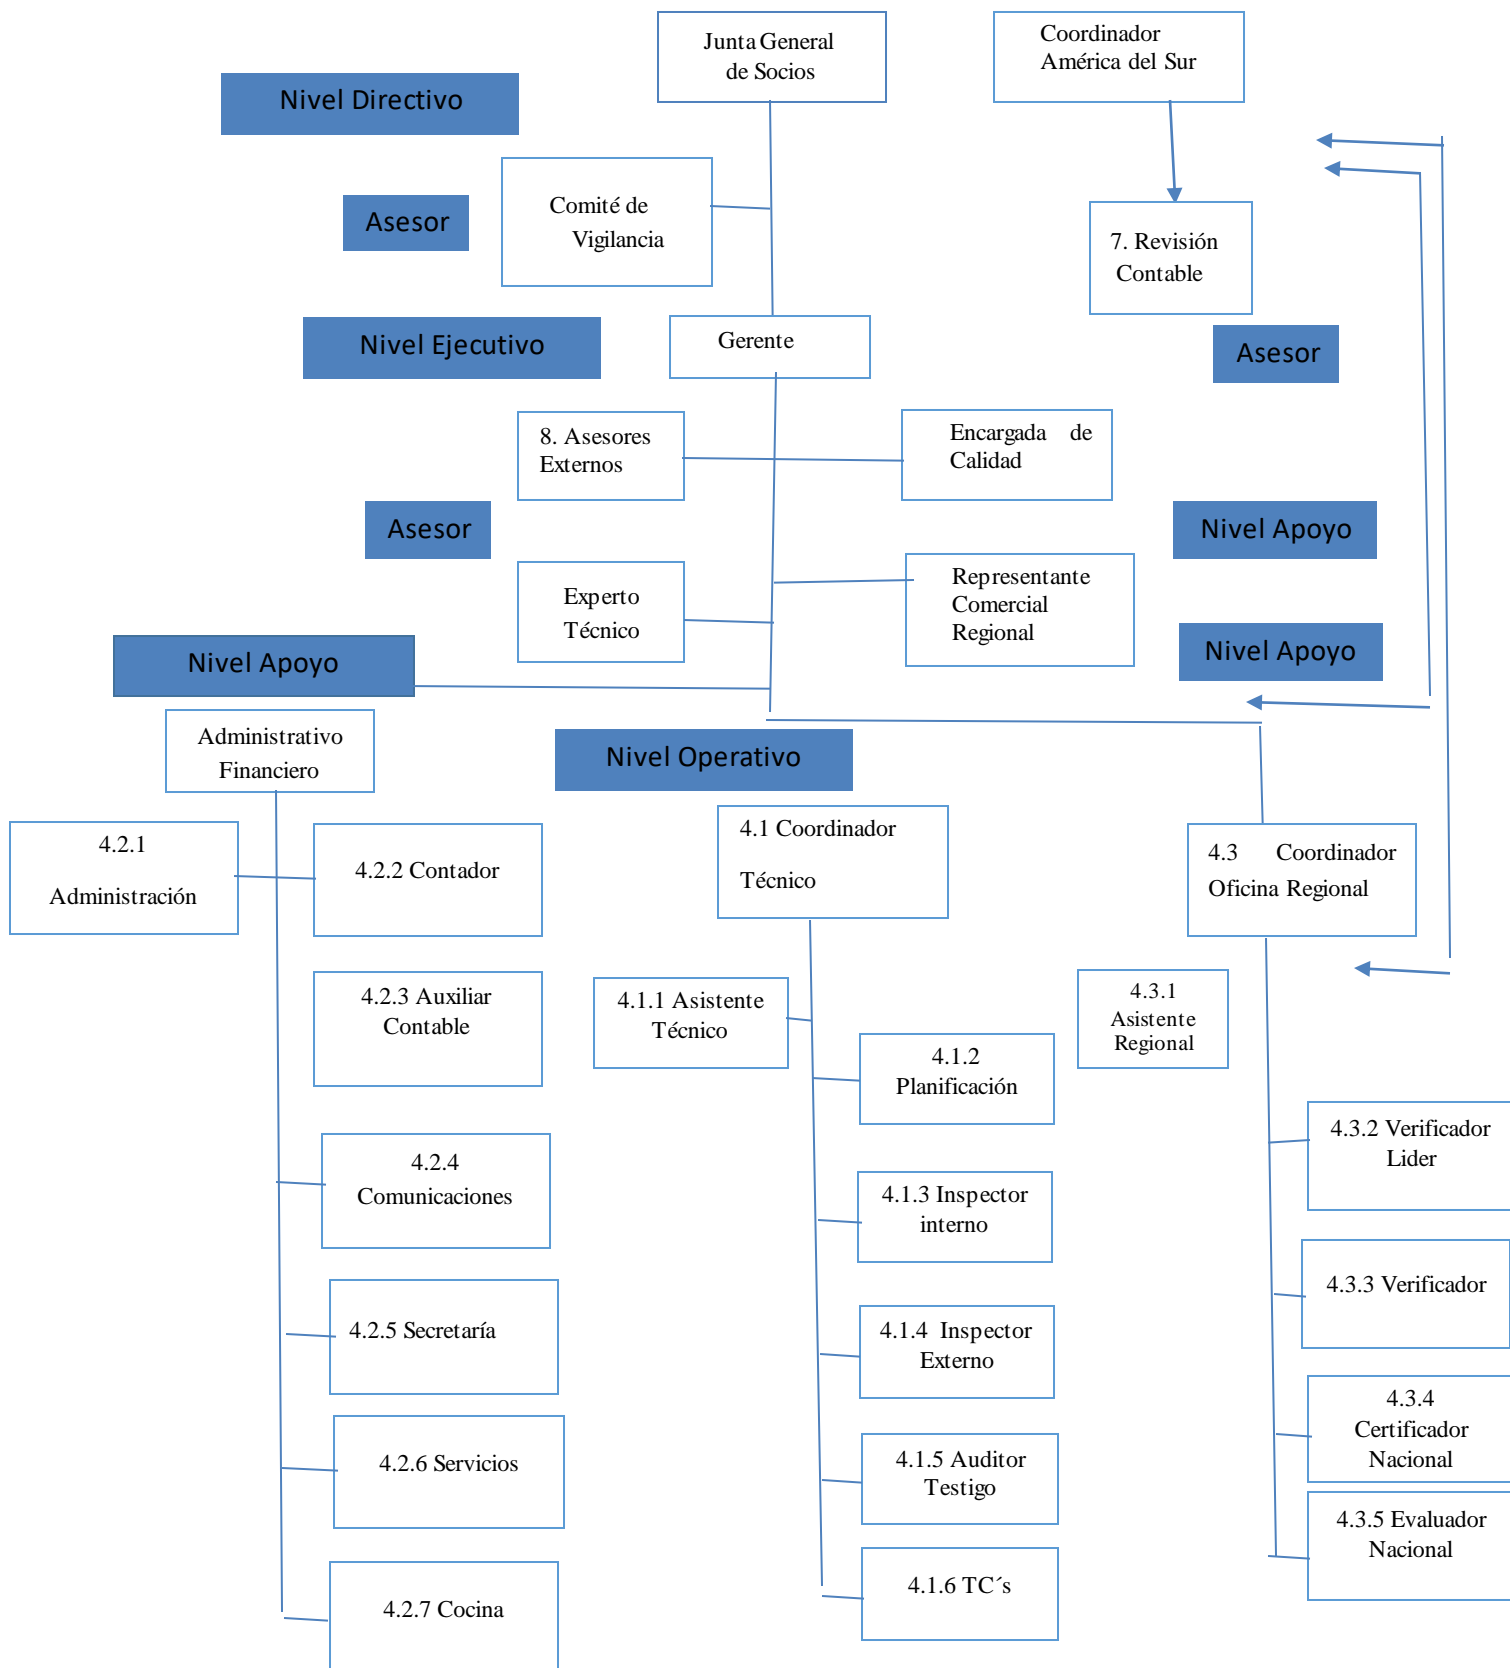 Junta General
de Socios
Coordinador
América del Sur
Nivel Directivo
Asesor
Comité de
Vigilancia
7. Revisión
Contable
Nivel Ejecutivo
Gerente
Asesor
8. Asesores
Externos
Encargada de
Calidad
Asesor
Nivel Apoyo
Experto
Técnico
Representante
Comercial
Regional
Nivel Apoyo
Nivel Apoyo
Administrativo
Financiero
Nivel Operativo
4.2.1
Administración
4.2.2 Contador
4.1 Coordinador
Técnico
4.3 Coordinador
Oficina Regional
4.2.3 Auxiliar
Contable
4.1.1 Asistente
Técnico
4.3.1
Asistente
Regional
4.1.2
Planificación
4.2.4
Comunicaciones
4.3.2 Verificador
Lider
4.1.3 Inspector
interno
4.3.3 Verificador
4.2.5 Secretaría
4.1.4 Inspector
Externo
4.3.4
Certificador
Nacional
4.2.6 Servicios
4.1.5 Auditor
Testigo
4.3.5 Evaluador
Nacional
4.2.7 Cocina
4.1.6 TC´s